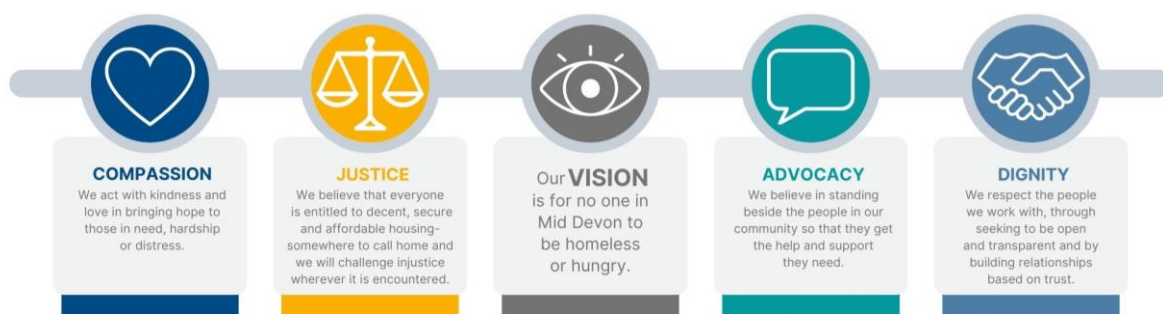 COMPASSION
We act with kindness and
love in bringing hope to
those in need, hardship
or distress.
JUSTICE
We believe that everyone
is entitled to decent, secure
and affordable housing-
somewhere to call home and
we will challenge injustice
wherever it is encountered.
Our VISION
is for no one in
Mid Devon to
be homeless
or hungry.
ADVOCACY
We believe in standing
beside the people in our
community so that they get
the help and support
they need.
DIGNITY
We respect the people
we work with, through
seeking to be open
and transparent and by
building relationships
based on trust.